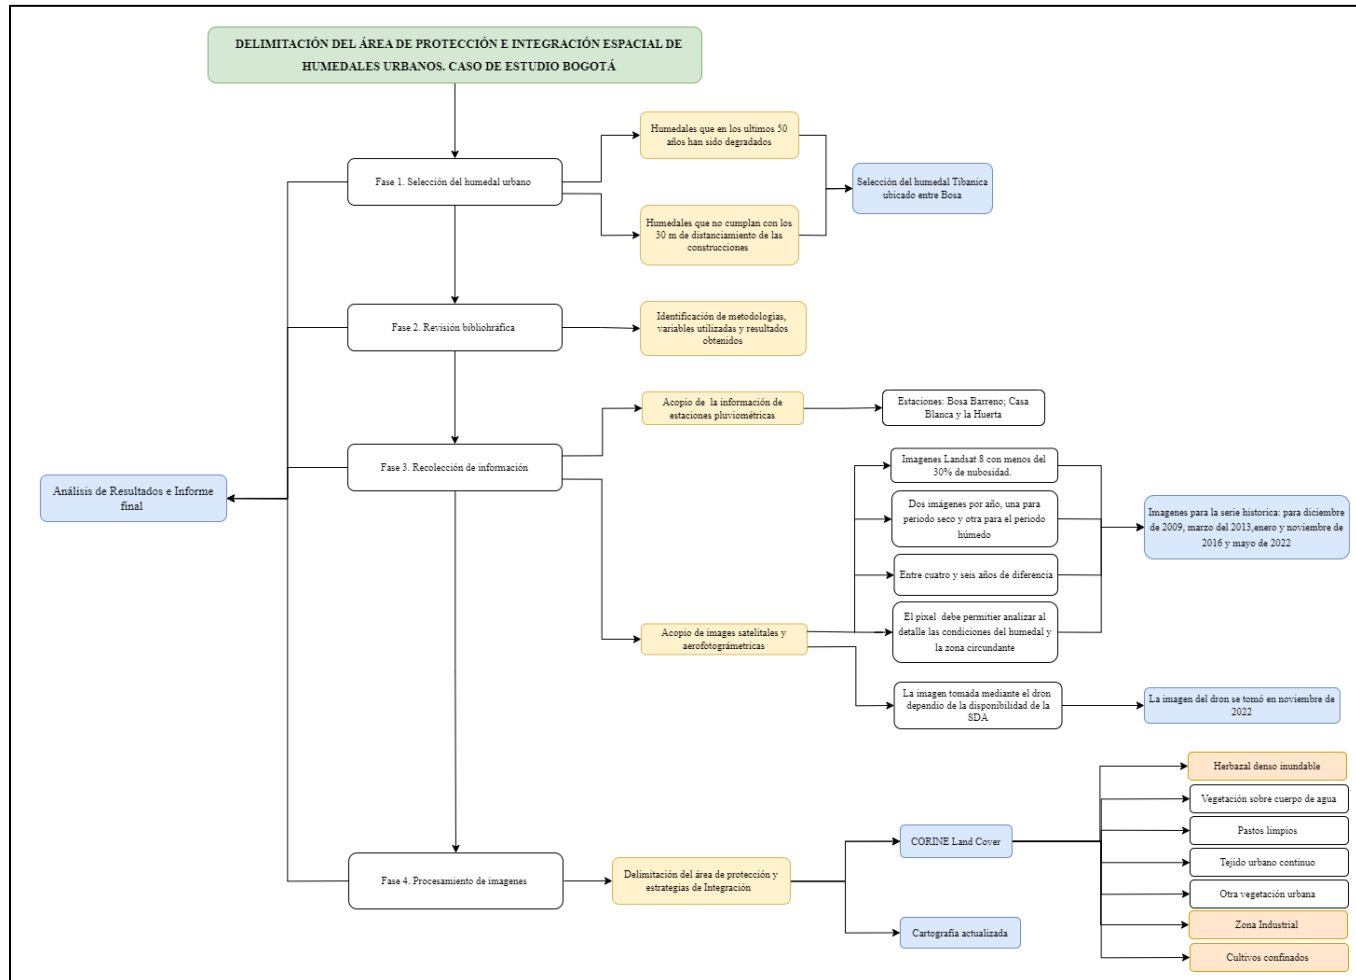 DELIMITACIÓN DEL ÁREA DE PROTECCIÓN E INTEGRACIÓN ESPACIAL DE
HUMEDALES URBANOS. CASO DE ESTUDIO BOGOTÁ
Fase 1. Selección del humedal urbano
Humedales que en los ultimos 50
años han sido degradados
Humedales que no cumplan con los
30 m de distanciamiento de las
construcciones
Selección del humedal Tibanica
ubicado entre Bosa
Fase 2. Revisión bibliohráfica
Identificación de metodologías,
variables utilizadas y resultados
obtenidos
Fase 3. Recolección de información
Acopio de la información de
estaciones pluviométricas
Estaciones: Bosa Barreno; Casa
Blanca y la Huerta
Acopio de images satelitales y
aerofotográmetricas
Imagenes Landsat 8 con menos del
30% de nubosidad.
Dos imágenes por año, una para
periodo seco y otra para el periodo
húmedo
Entre cuatro y seis años de diferencia
El píxel debe permitier analizar al
detalle las condiciones del humedal y
la zona circundante
Imagenes para la serie historica: para diciembre
de 2009, marzo del 2013,enero y noviembre de
2016 y mayo de 2022
La imagen tomada mediante el dron
dependio de la disponibilidad de la
SDA
La imagen del dron se tomó en noviembre de
2022
Análisis de Resultados e Informe
final
Fase 4. Procesamiento de imagenes
Delimitación del área de protección y
estrategias de Integración
CORINE Land Cover
Cartografía actualizada
Herbazal denso inundable
Vegetación sobre cuerpo de agua
Pastos limpios
Tejido urbano continuo
Otra vegetación urbana
Zona Industrial
Cultivos confinados